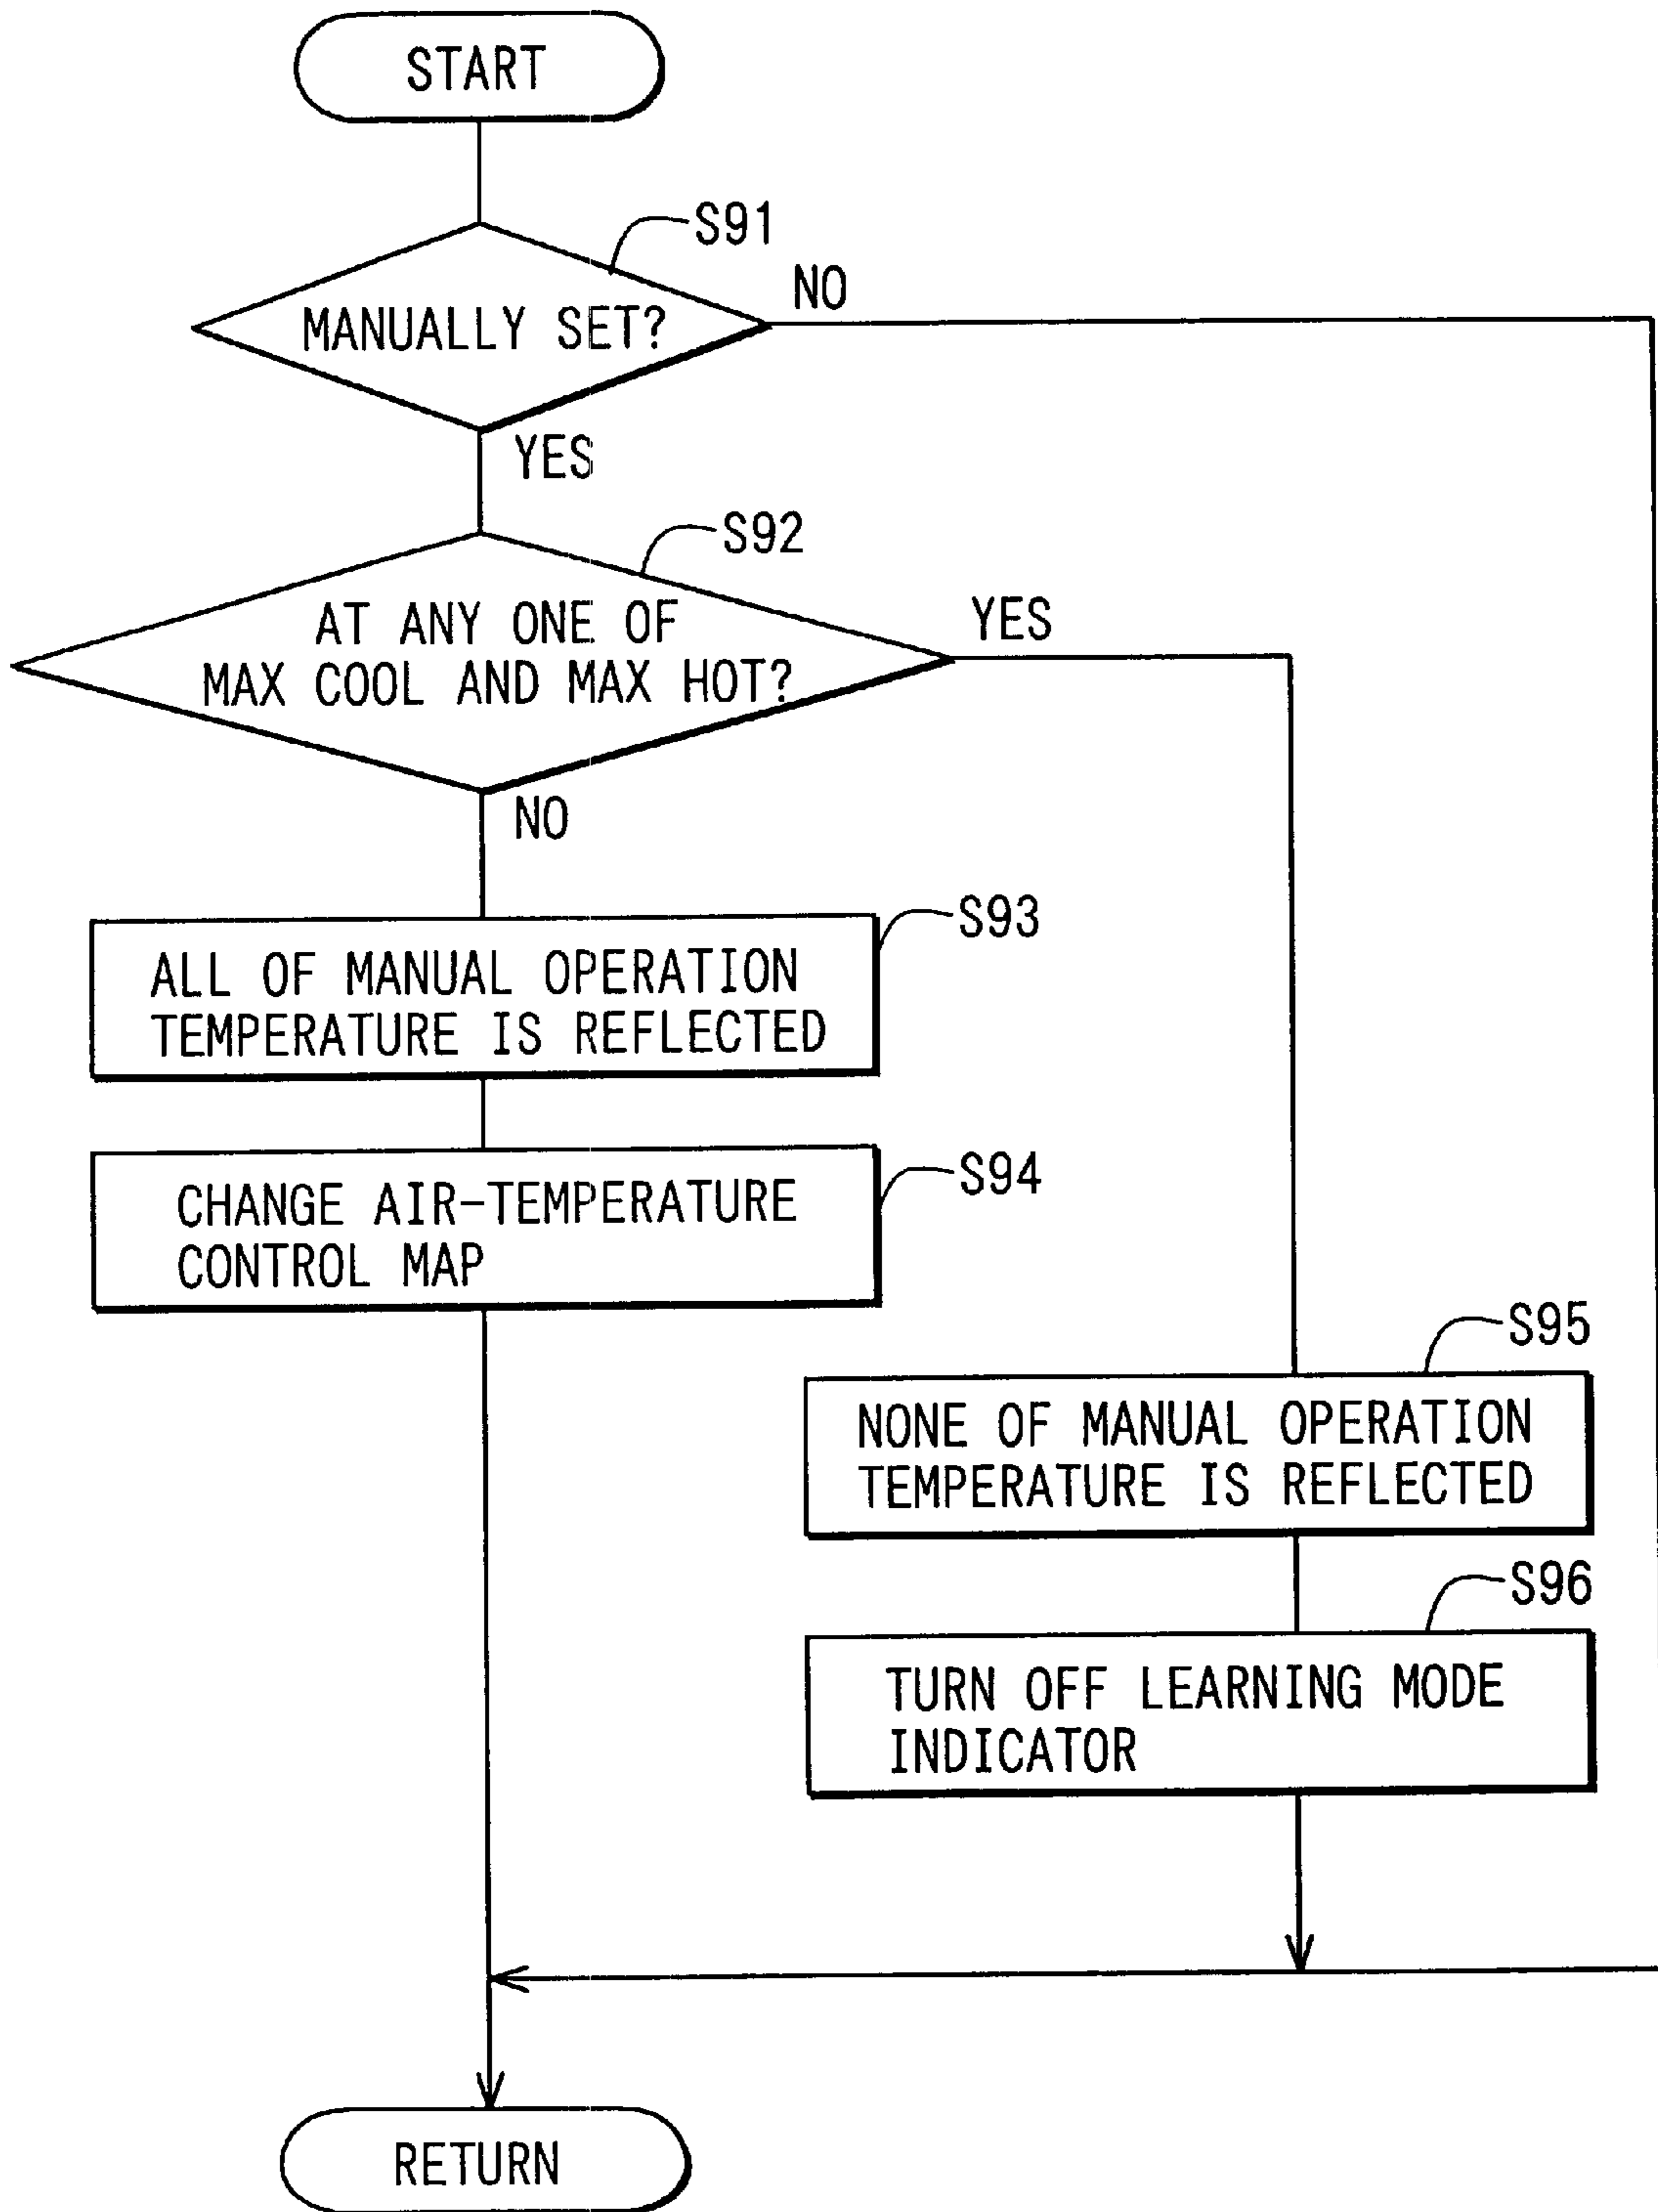 START
S91
NO
MANUALLY SET?
YES
S92
AT ANY ONE OF
MAX COOL AND MAX HOT?
YES
NO
S93
ALL OF MANUAL OPERATION
TEMPERATURE IS REFLECTED
S94
CHANGE AIR-TEMPERATURE
CONTROL MAP
S95
NONE OF MANUAL OPERATION
TEMPERATURE IS REFLECTED
S96
TURN OFF LEARNING MODE
INDICATOR
RETURN